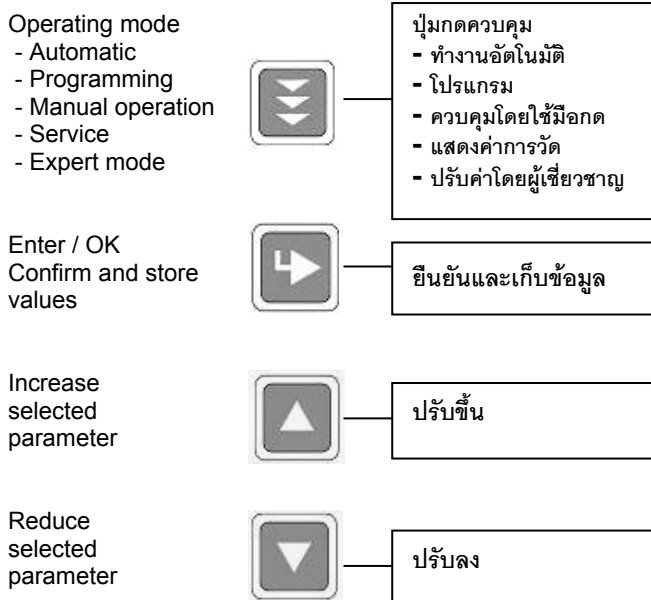 Operating mode
- Automatic
- Programming
- Manual operation
- Service
- Expert mode
ปุ่มกดควบคุม
- ทำงานอัตโนมัติ
- โปรแกรม
- ควบคุมโดยใช้มือกด
- แสดงค่าการวัด
- ปรับค่าโดยผู้เชี่ยวชาญ
Enter / OK
Confirm and store
values
ยืนยันและเก็บข้อมูล
Increase
selected
parameter
ปรับขึ้น
Reduce
selected
parameter
ปรับลง